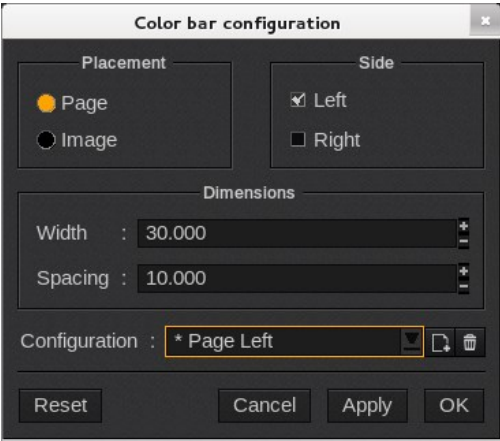 Color bar configuration
Placement
Side
Page
Left
Image
Right
Dimensions
Width : 30.000
Spacing : 10.000
Configuration : * Page Left
Reset Cancel Apply OK